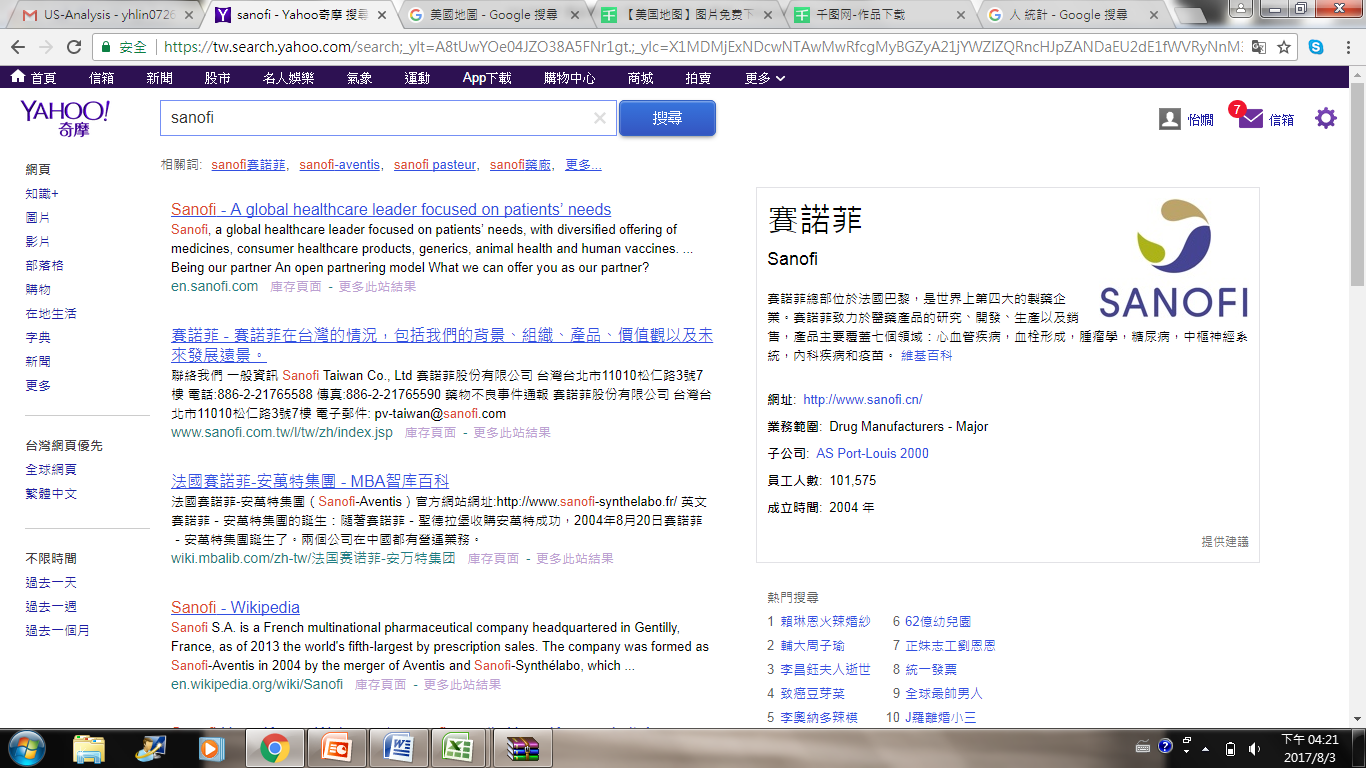 US-Analysis - yhlin0726
sanofi - Yahoo奇摩 搜尋
美國地圖 - Google 搜尋
【美国地图】图片免费下
千图网-作品下载
人 統計 - Google 搜尋
安全 https://tw.search.yahoo.com/search;_ylt=A8tUwYOe04JZO38A5FNr1gt.;_ylc=X1MDMjExNDcwNTAwMwRfcgMyBGZyA21jYWZlZQRncHJpZANDaEU2dE1fWVRyNnM
首頁 信箱 新聞 股市 名人娛樂 氣象 運動 App下載 購物中心 商城 拍賣 更多
YAHOO!
奇摩
sanofi
搜尋
怡嫺
7
信箱
網頁
知識+
圖片
影片
部落格
購物
在地生活
字典
新聞
更多
台灣網頁優先
全球網頁
繁體中文
不限時間
過去一天
過去一週
過去一個月
相關詞: sanofi賽諾菲, sanofi-aventis, sanofi pasteur, sanofi藥廠, 更多...
Sanofi - A global healthcare leader focused on patients' needs
Sanofi, a global healthcare leader focused on patients' needs, with diversified offering of
medicines, consumer healthcare products, generics, animal health and human vaccines. ...
Being our partner An open partnering model What we can offer you as our partner?
en.sanofi.com 庫存頁面 - 更多此站結果
賽諾菲 - 賽諾菲在台灣的情況，包括我們的背景、組織、產品、價值觀以及未
來發展遠景。
聯絡我們 一般資訊 Sanofi Taiwan Co., Ltd 賽諾菲股份有限公司 台灣台北市11010松仁路3號7
樓 電話:886-2-21765588 傳真:886-2-21765590 藥物不良事件通報 賽諾菲股份有限公司 台灣台
北市11010松仁路3號7樓 電子郵件: pv-taiwan@sanofi.com
www.sanofi.com.tw/l/tw/zh/index.jsp 庫存頁面 - 更多此站結果
法國賽諾菲-安萬特集團 - MBA智库百科
法國賽諾菲-安萬特集團（Sanofi-Aventis）官方網站網址:http://www.sanofi-synthelabo.fr/ 英文
賽諾菲－安萬特集團的誕生：隨著賽諾菲－聖德拉堡收購安萬特成功，2004年8月20日賽諾菲
－安萬特集團誕生了。兩個公司在中國都有營運業務。
wiki.mbalib.com/zh-tw/法国赛诺菲-安万特集团 庫存頁面 - 更多此站結果
Sanofi - Wikipedia
Sanofi S.A. is a French multinational pharmaceutical company headquartered in Gentilly,
France, as of 2013 the world's fifth-largest by prescription sales. The company was formed as
Sanofi-Aventis in 2004 by the merger of Aventis and Sanofi-Synthélabo, which ...
en.wikipedia.org/wiki/Sanofi 庫存頁面 - 更多此站結果
賽諾菲
Sanofi
SANOFI
賽諾菲總部位於法國巴黎，是世界上第四大的製藥企
業。賽諾菲致力於醫藥產品的研究、開發、生產以及銷
售，產品主要覆蓋七個領域：心血管疾病，血栓形成，腫瘤學，糖尿病，中樞神經系
統，內科疾病和疫苗。 維基百科
網址: http://www.sanofi.cn/
業務範圍: Drug Manufacturers - Major
子公司: AS Port-Louis 2000
員工人數: 101,575
成立時間: 2004 年
提供建議
熱門搜尋
1 賴琳恩火辣婚紗 6 62億幼兒園
2 輔大周子瑜 7 正妹志工劉恩恩
3 李昌鈺夫人逝世 8 統一發票
4 致癌豆芽菜 9 全球最帥男人
5 李奧納多辣模 10 J羅離婚小三
下午 04:21
2017/8/3